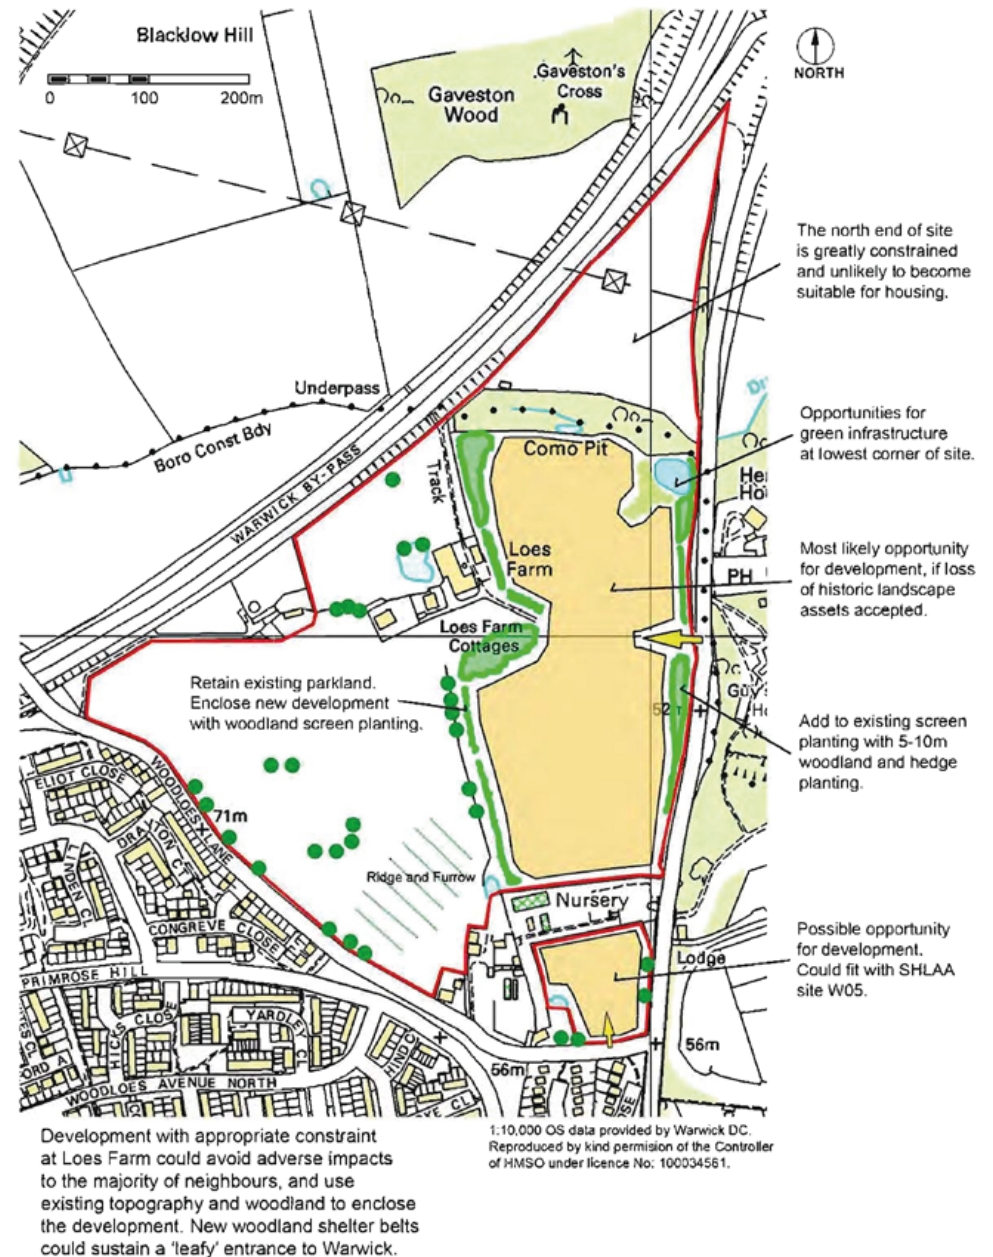 Blacklow Hill
0 100 200m
Gaveston
Wood
Gaveston's
Cross
NORTH
The north end of site
is greatly constrained
and unlikely to become
suitable for housing.
Underpass
Boro Const Bdy
WARWICK BY-PASS
Track
Como Pit
Opportunities for
green infrastructure
at lowest corner of site.
Loes
Farm
PH
Most likely opportunity
for development, if loss
of historic landscape
assets accepted.
Loes Farm
Cottages
Retain existing parkland.
Enclose new development
with woodland screen planting.
Add to existing screen
planting with 5-10m
woodland and hedge
planting.
ELIOT CLOSE
WOODLOES LANE
71m
DRAYTON CT
LINDEN CL
CONGREVE CLOSE
Ridge and Furrow
Nursery
Lodge
Possible opportunity
for development.
Could fit with SHLAA
site W05.
PRIMROSE HILL
HICKS CLOSE
YARDLEY CL
WOODLOES AVENUE NORTH
56m
56m
Development with appropriate constraint
at Loes Farm could avoid adverse impacts
to the majority of neighbours, and use
existing topography and woodland to enclose
the development. New woodland shelter belts
could sustain a 'leafy' entrance to Warwick.
1:10,000 OS data provided by Warwick DC.
Reproduced by kind permision of the Controller
of HMSO under licence No: 100034561.